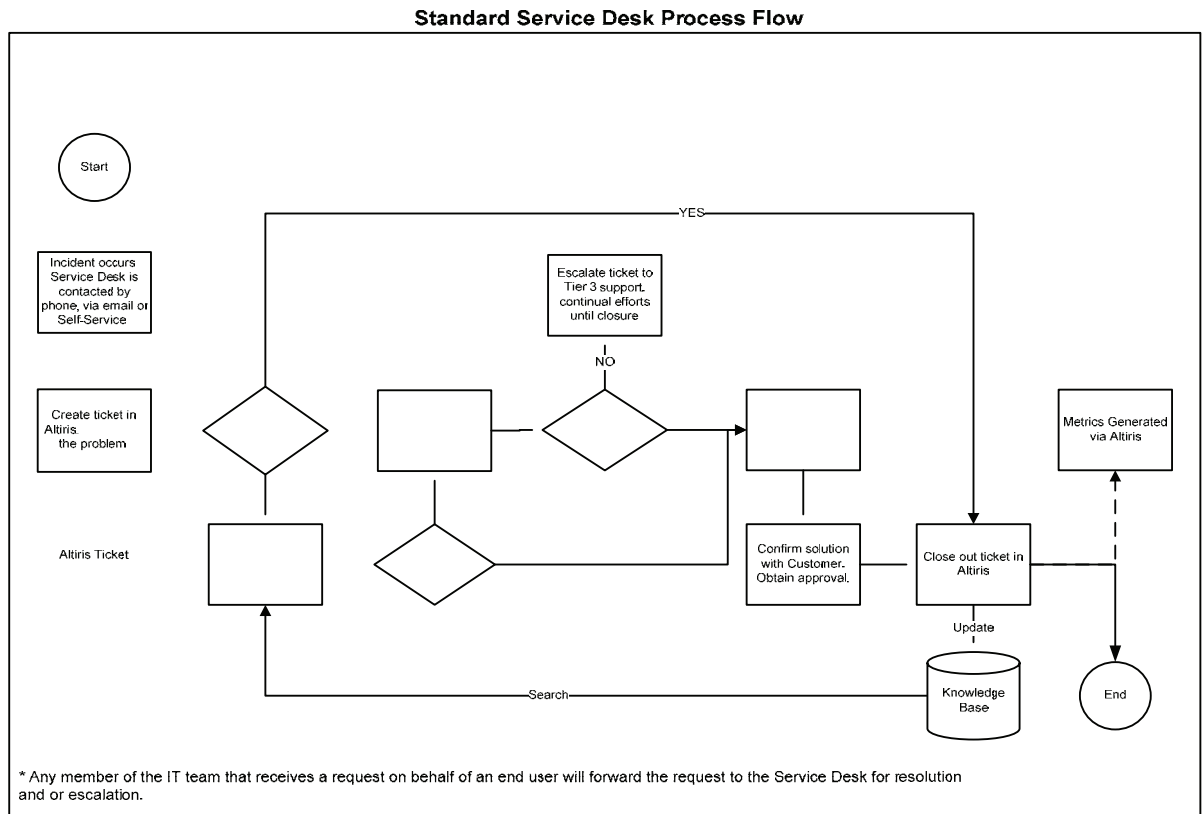 Standard Service Desk Process Flow
Start
Incident occurs
Service Desk is
contacted by
phone, via email or
Self-Service
Create ticket in
Altiris.
the problem
Altiris Ticket
YES
Escalate ticket to
Tier 3 support.
continual efforts
until closure
NO
Confirm solution
with Customer.
Obtain approval.
Close out ticket in
Altiris
Metrics Generated
via Altiris
Update
Knowledge
Base
Search
End
* Any member of the IT team that receives a request on behalf of an end user will forward the request to the Service Desk for resolution
and or escalation.